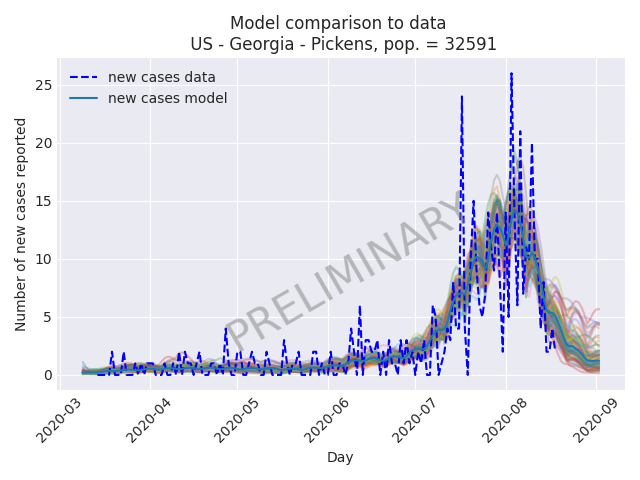 Model comparison to data
US - Georgia - Pickens, pop. = 32591
new cases data
new cases model
Number of new cases reported
25
20
15
10
5
0
PRELIMINARY
2020-03
2020-04
2020-05
2020-06
2020-07
2020-08
2020-09
Day